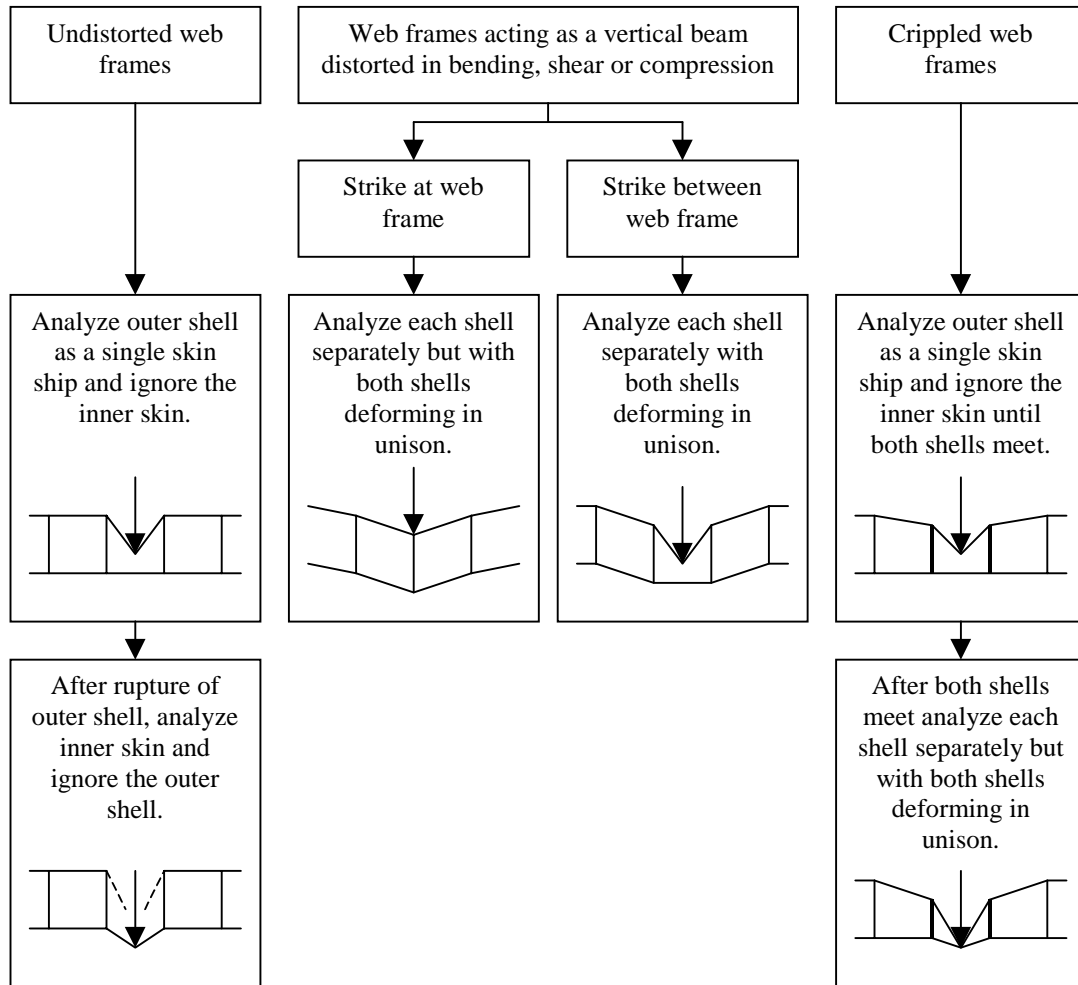 Undistorted web
frames
Web frames acting as a vertical beam
distorted in bending, shear or compression
Crippled web
frames
Strike at web
frame
Strike between
web frame
Analyze outer shell
as a single skin
ship and ignore the
inner skin.
Analyze each shell
separately but with
both shells
deforming in
unison.
Analyze each shell
separately with
both shells
deforming in
unison.
Analyze outer shell
as a single skin
ship and ignore the
inner skin until
both shells meet.
After rupture of
outer shell, analyze
inner skin and
ignore the outer
shell.
After both shells
meet analyze each
shell separately but
with both shells
deforming in
unison.